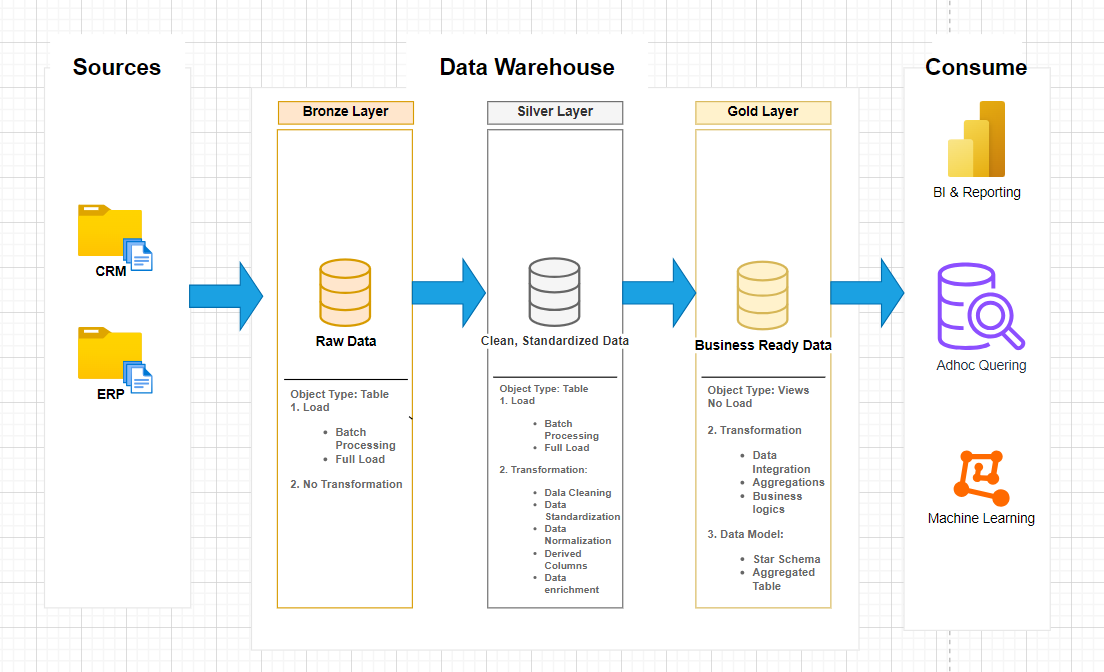 Sources
CRM
ERP
Data Warehouse
Bronze Layer
Raw Data
Object Type: Table
1. Load
• Batch
Processing
• Full Load
2. No Transformation
Silver Layer
Clean, Standardized Data
Object Type: Table
1. Load
• Batch
Processing
• Full Load
2. Transformation:
• Dala Cleaning
• Data
Standardization
• Data
Normalization
• Derived
Columns
• Data
enrichment
Gold Layer
Business Ready Data
Object Type: Views
No Load
2. Transformation
• Data
Integration
• Aggregations
• Business
logics
3. Data Model:
• Star Schema
• Aggregated
Table
Consume
BI & Reporting
Adhoc Quering
Machine Learning